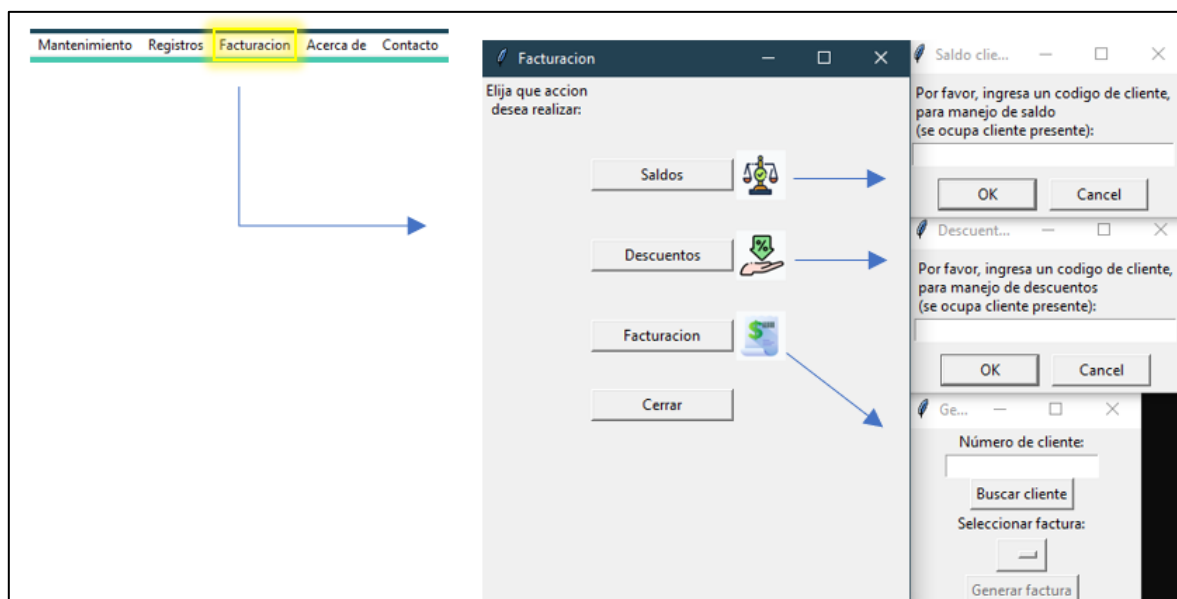 Mantenimiento Registros Facturacion Acerca de Contacto
Facturacion
Elija que accion
desea realizar:
Saldos
Descuentos
Facturacion
Cerrar
Saldo clie...
Por favor, ingresa un codigo de cliente,
para manejo de saldo
(se ocupa cliente presente):
OK Cancel
Descuent...
Por favor, ingresa un codigo de cliente,
para manejo de descuentos
(se ocupa cliente presente):
OK Cancel
Ge...
Número de cliente:
Buscar cliente
Seleccionar factura:
Generar factura